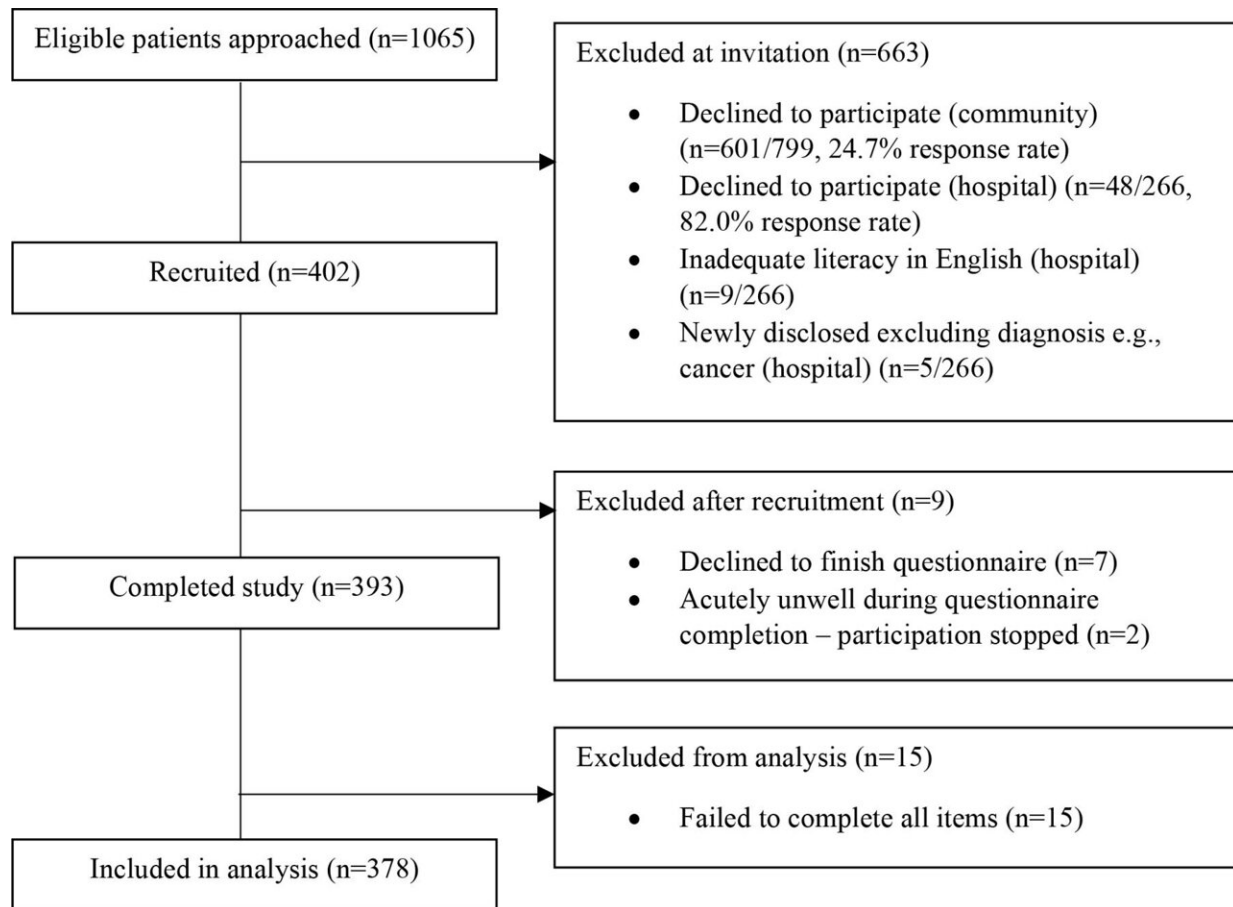 Eligible patients approached (n=1065)
Excluded at invitation (n=663)
• Declined to participate (community)
(n=601/799, 24.7% response rate)
• Declined to participate (hospital) (n=48/266,
82.0% response rate)
• Inadequate literacy in English (hospital)
(n=9/266)
• Newly disclosed excluding diagnosis e.g.,
cancer (hospital) (n=5/266)
Recruited (n=402)
Excluded after recruitment (n=9)
• Declined to finish questionnaire (n=7)
• Acutely unwell during questionnaire
completion – participation stopped (n=2)
Completed study (n=393)
Excluded from analysis (n=15)
• Failed to complete all items (n=15)
Included in analysis (n=378)